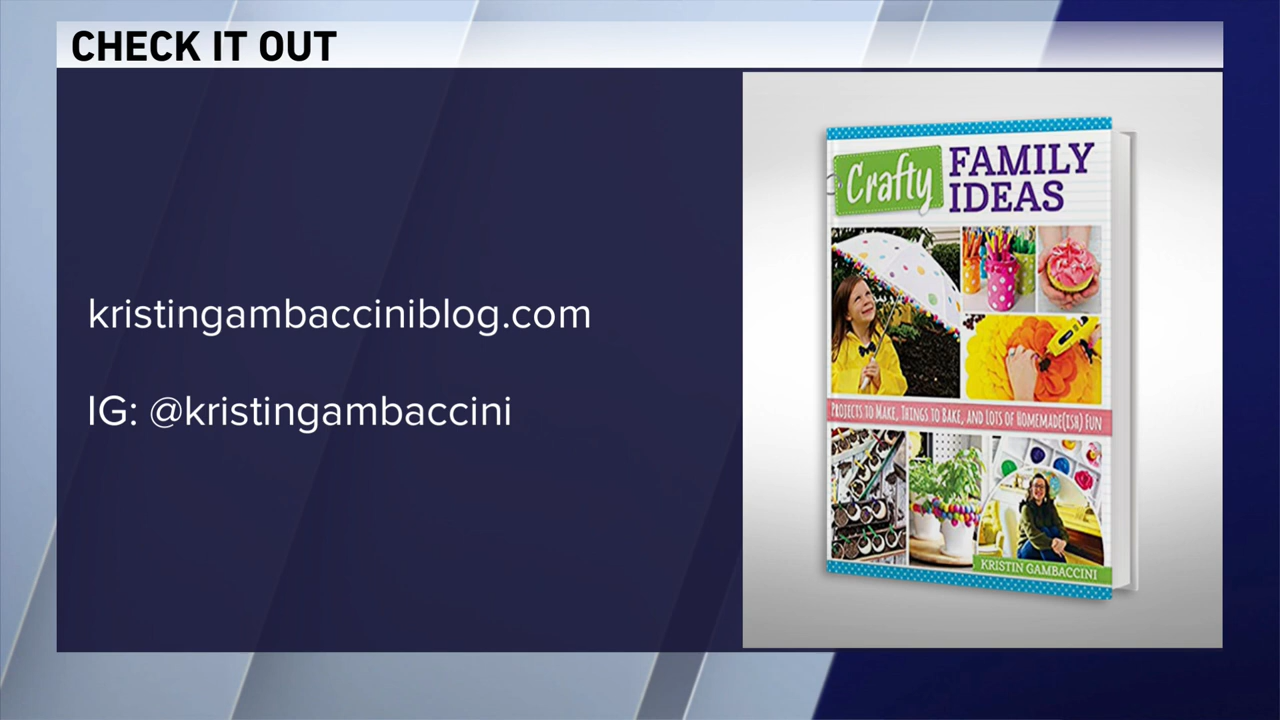 CHECK IT OUT
kristingambacciniblog.com
IG: @kristingambaccini
Crafty FAMILY
IDEAS
PROJECTS TO MAKE, THINGS TO BAKE, AND LOTS OF HOMEMADE(ISH) FUN
KRISTIN GAMBACCINI